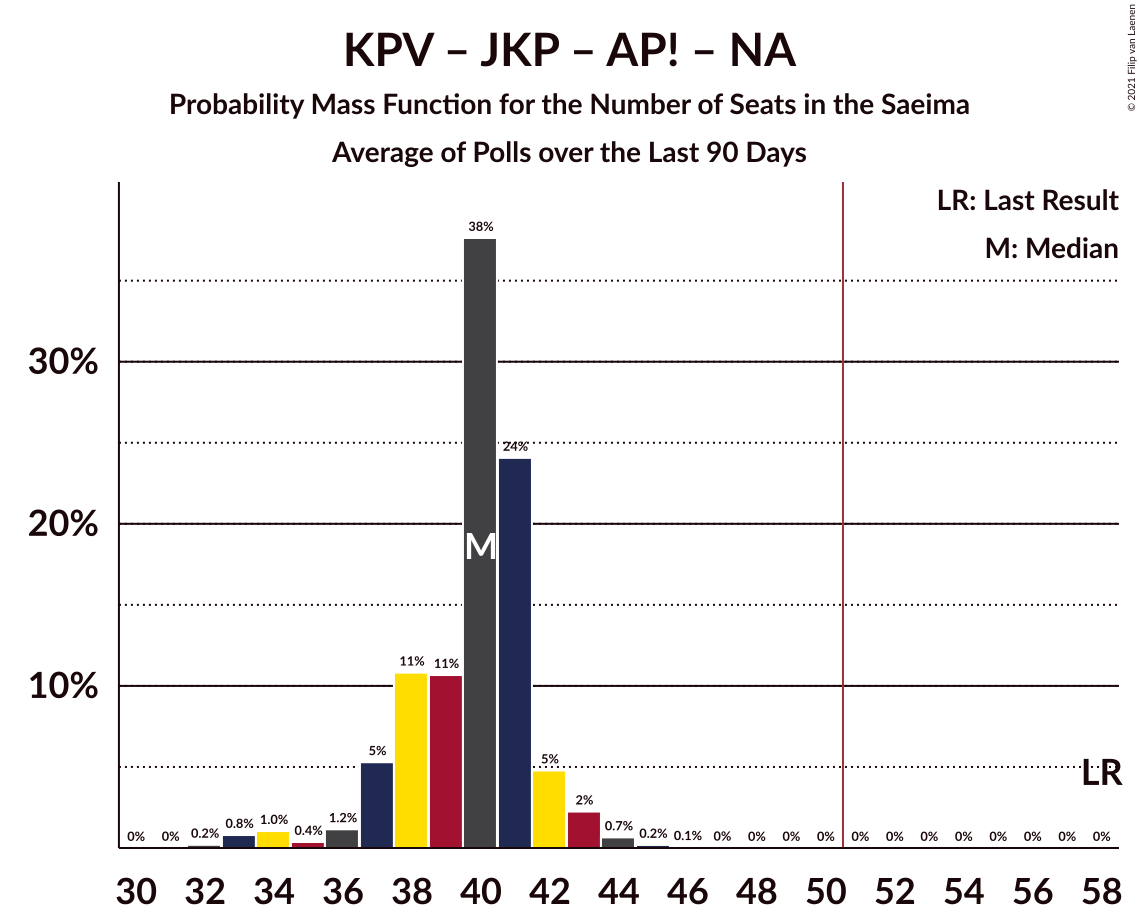 KPV – JKP – AP! – NA
Probability Mass Function for the Number of Seats in the Saeima
Average of Polls over the Last 90 Days
© 2021 Filip van Laenen
LR: Last Result
M: Median
38%
30%
24%
20%
M
11% 11%
10%
5% 5%
LR
2%
0% 0% 0.2% 0.8% 1.0% 0.4% 1.2% 0.7% 0.2% 0.1% 0% 0% 0% 0% 0% 0% 0% 0% 0% 0% 0% 0%
30 32 34 36 38 40 42 44 46 48 50 52 54 56 58